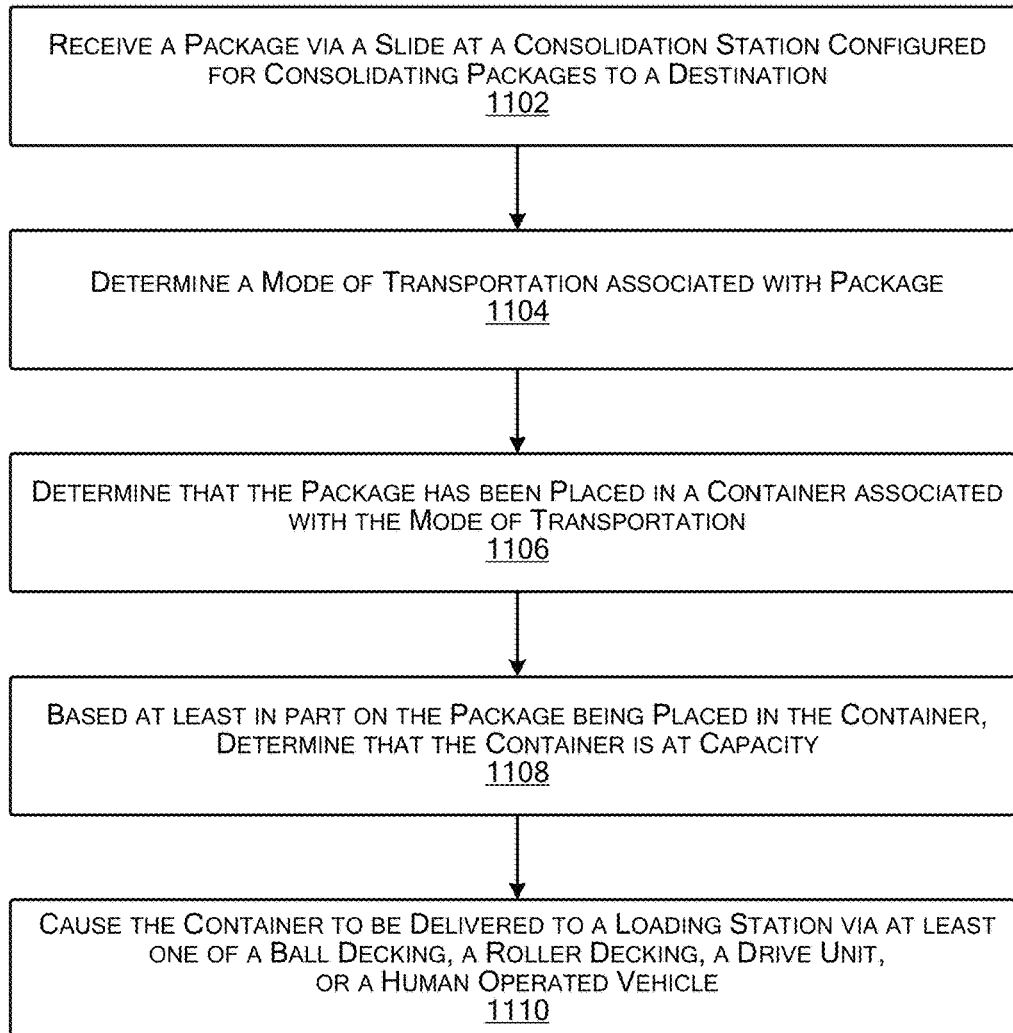 RECEIVE A PACKAGE VIA A SLIDE AT A CONSOLIDATION STATION CONFIGURED
FOR CONSOLIDATING PACKAGES TO A DESTINATION
1102
DETERMINE A MODE OF TRANSPORTATION ASSOCIATED WITH PACKAGE
1104
DETERMINE THAT THE PACKAGE HAS BEEN PLACED IN A CONTAINER ASSOCIATED
WITH THE MODE OF TRANSPORTATION
1106
BASED AT LEAST IN PART ON THE PACKAGE BEING PLACED IN THE CONTAINER,
DETERMINE THAT THE CONTAINER IS AT CAPACITY
1108
CAUSE THE CONTAINER TO BE DELIVERED TO A LOADING STATION VIA AT LEAST
ONE OF A BALL DECKING, A ROLLER DECKING, A DRIVE UNIT,
OR A HUMAN OPERATED VEHICLE
1110